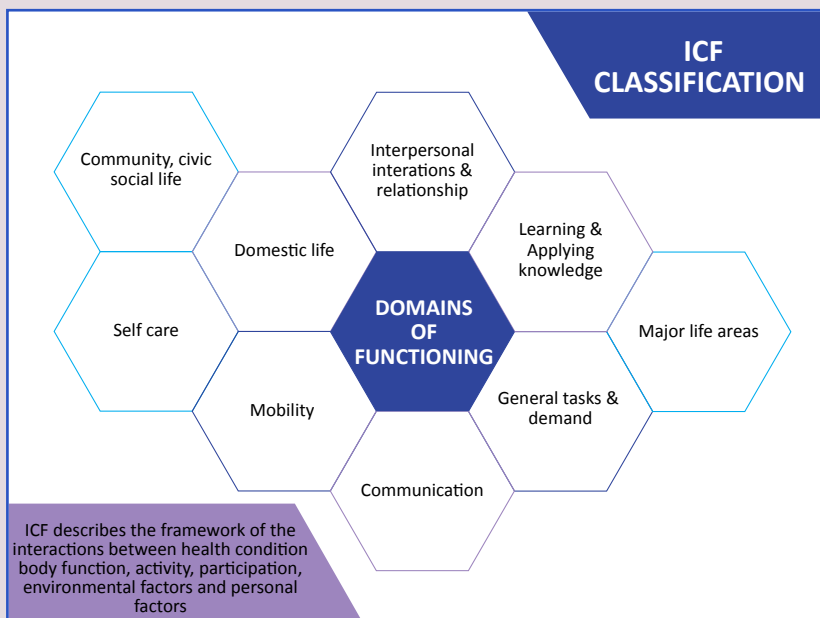 ICF
CLASSIFICATION
Community, civic
social life
Interpersonal
interations &
relationship
Domestic life
Learning &
Applying
knowledge
Self care
DOMAINS
OF
FUNCTIONING
Major life areas
Mobility
General tasks &
demand
Communication
ICF describes the framework of the
interactions between health condition
body function, activity, participation,
environmental factors and personal
factors